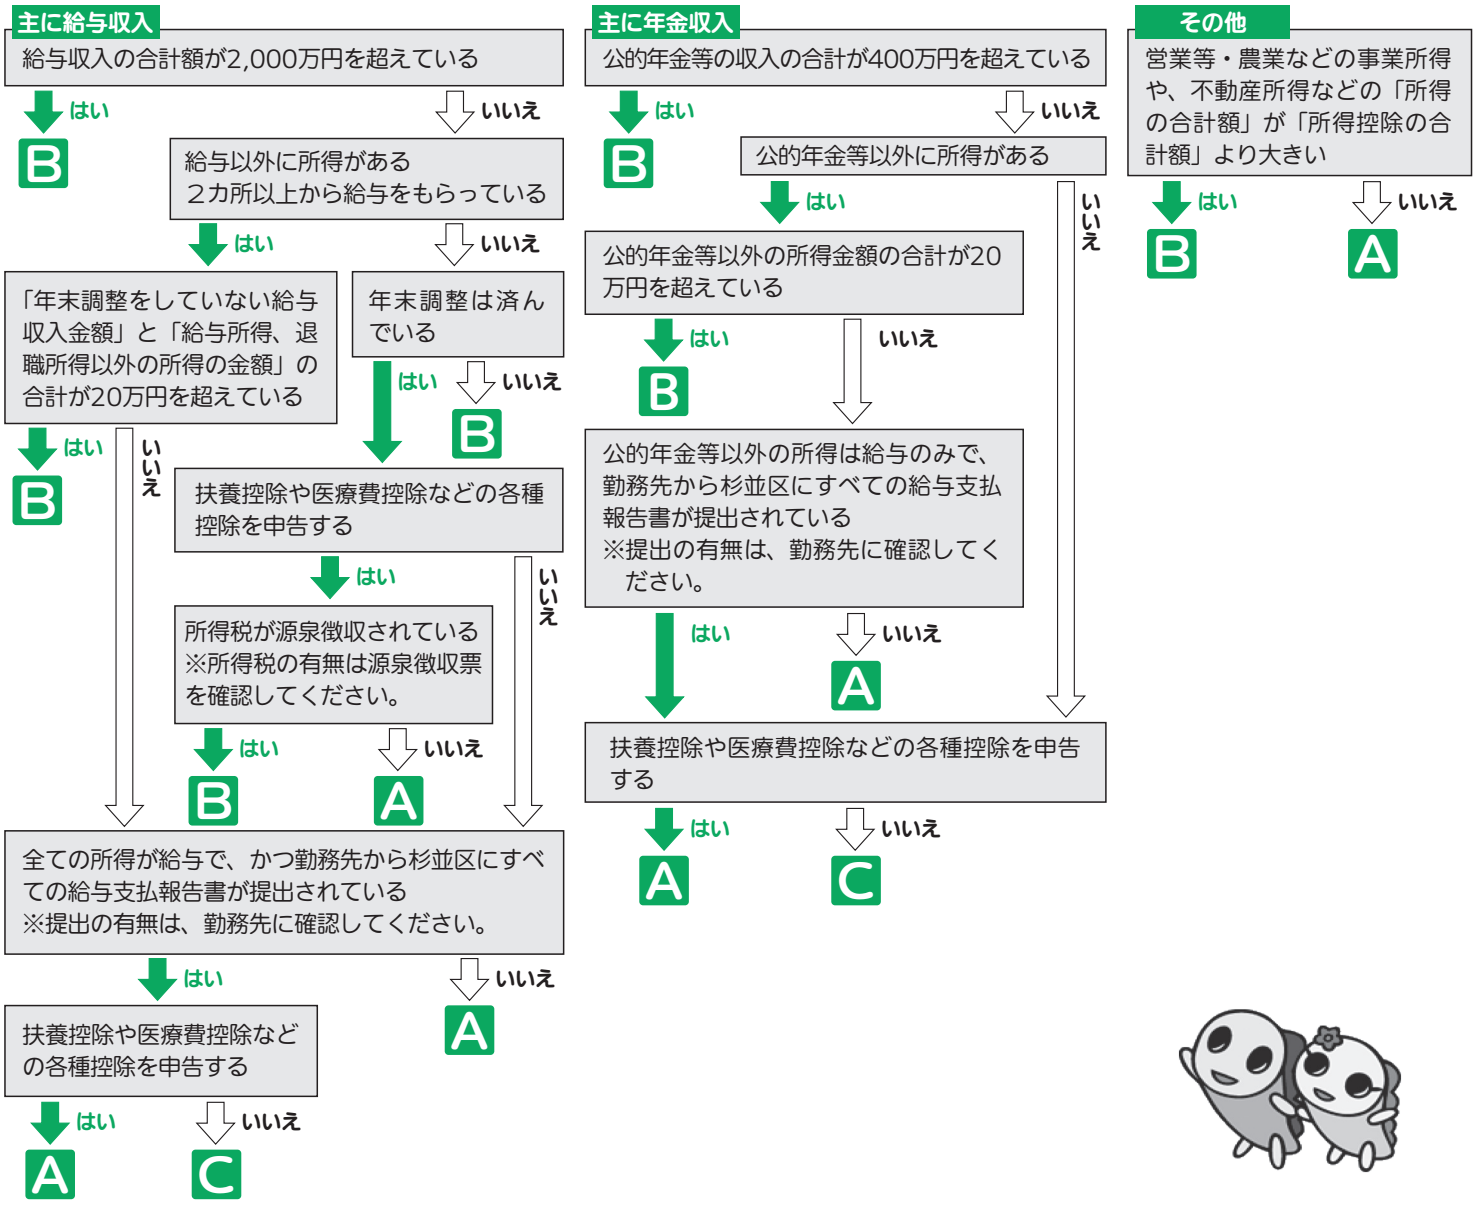 主に給与収入
給与収入の合計額が2,000万円を超えている
はい
いいえ
B
給与以外に所得がある
２カ所以上から給与をもらっている
はい
いいえ
「年末調整をしていない給与
収入金額」と「給与所得、退
職所得以外の所得の金額」の
合計が20万円を超えている
年末調整は済ん
でいる
はい
いいえ
B
はい
いいえ
B
扶養控除や医療費控除などの各種
控除を申告する
はい
いいえ
所得税が源泉徴収されている
※所得税の有無は源泉徴収票
を確認してください。
はい
いいえ
B
A
全ての所得が給与で、かつ勤務先から杉並区にすべ
ての給与支払報告書が提出されている
※提出の有無は、勤務先に確認してください。
はい
いいえ
A
扶養控除や医療費控除など
の各種控除を申告する
はい
いいえ
A
C
主に年金収入
公的年金等の収入の合計が400万円を超えている
はい
いいえ
B
公的年金等以外に所得がある
はい
いいえ
公的年金等以外の所得金額の合計が20
万円を超えている
はい
いいえ
B
公的年金等以外の所得は給与のみで、
勤務先から杉並区にすべての給与支払
報告書が提出されている
※提出の有無は、勤務先に確認してく
ださい。
はい
いいえ
A
扶養控除や医療費控除などの各種控除を申告
する
はい
いいえ
A
C
その他
営業等・農業などの事業所得
や、不動産所得などの「所得
の合計額」が「所得控除の合
計額」より大きい
はい
いいえ
B
A